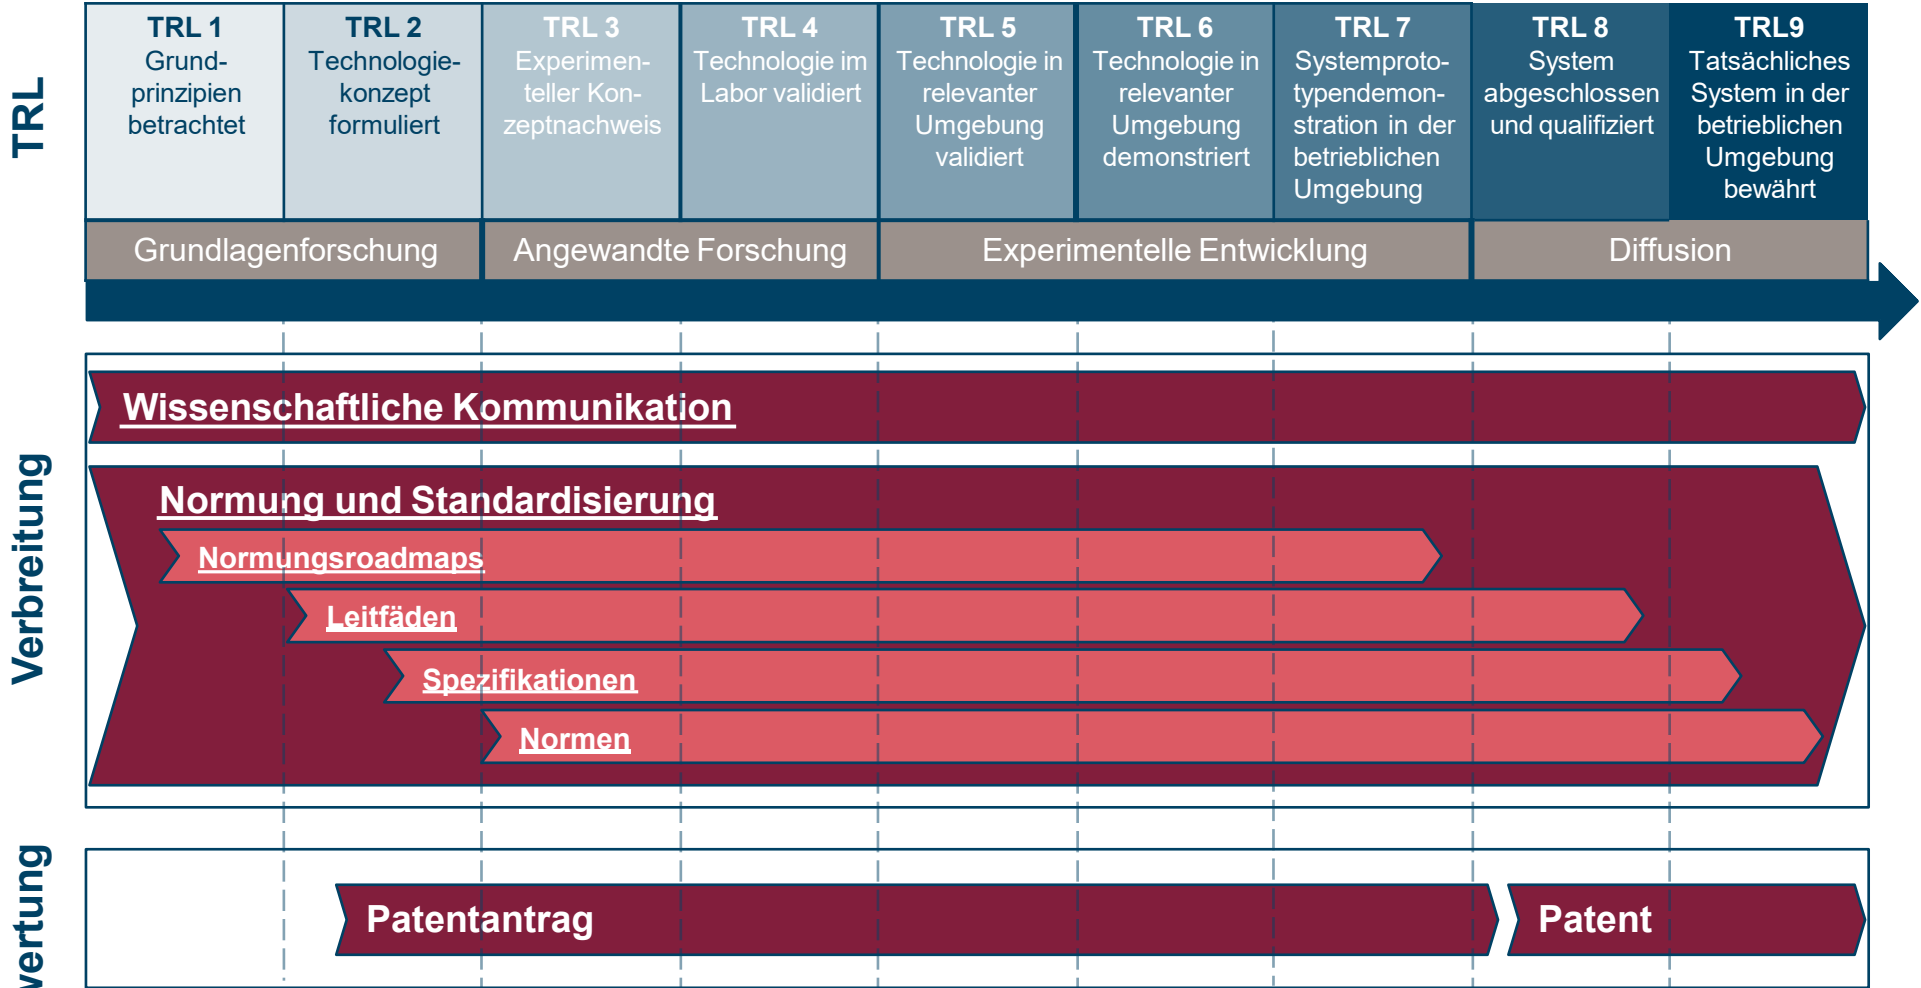 TRL
TRL 1
Grund-
prinzipien
betrachtet
TRL 2
Technologie-
konzept
formuliert
TRL 3
Experimen-
teller Kon-
zeptnachweis
TRL 4
Technologie im
Labor validiert
TRL 5
Technologie in
relevanter
Umgebung
validiert
TRL 6
Technologie in
relevanter
Umgebung
demonstriert
TRL 7
Systemproto-
typendemon-
stration in der
betrieblichen
Umgebung
TRL 8
System
abgeschlossen
und qualifiziert
TRL9
Tatsächliches
System in der
betrieblichen
Umgebung
bewährt
Grundlagenforschung
Angewandte Forschung
Experimentelle Entwicklung
Diffusion
Verbreitung
Wissenschaftliche Kommunikation
Normung und Standardisierung
Normungsroadmaps
Leitfäden
Spezifikationen
Normen
Patentantrag
Patent